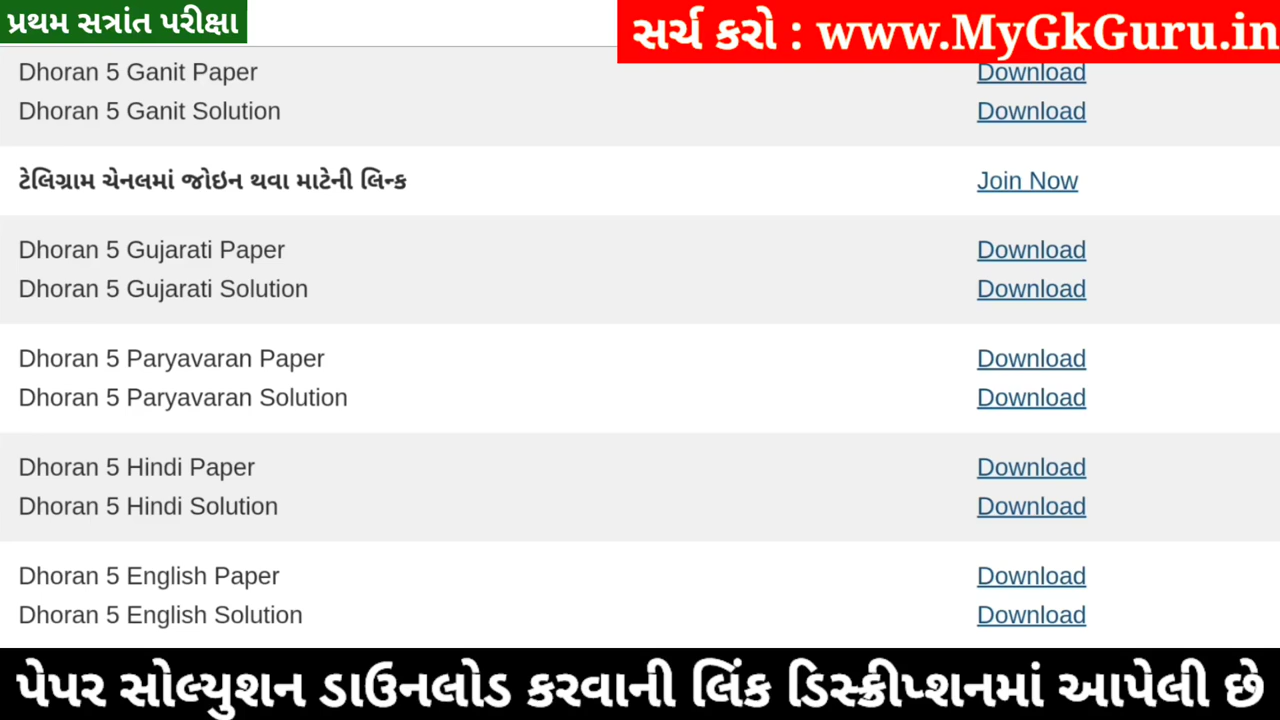 પ્રથમ સત્રાંત પરીક્ષા
સર્ચ કરો : www.MyGkGuru.in
Dhoran 5 Ganit Paper Download
Dhoran 5 Ganit Solution Download
ટેલિગ્રામ ચેનલમાં જોઇન થવા માટેની લિન્ક Join Now
Dhoran 5 Gujarati Paper Download
Dhoran 5 Gujarati Solution Download
Dhoran 5 Paryavaran Paper Download
Dhoran 5 Paryavaran Solution Download
Dhoran 5 Hindi Paper Download
Dhoran 5 Hindi Solution Download
Dhoran 5 English Paper Download
Dhoran 5 English Solution Download
પેપર સોલ્યુશન ડાઉનલોડ કરવાની લિંક ડિસ્ક્રીપ્શનમાં આપેલી છે